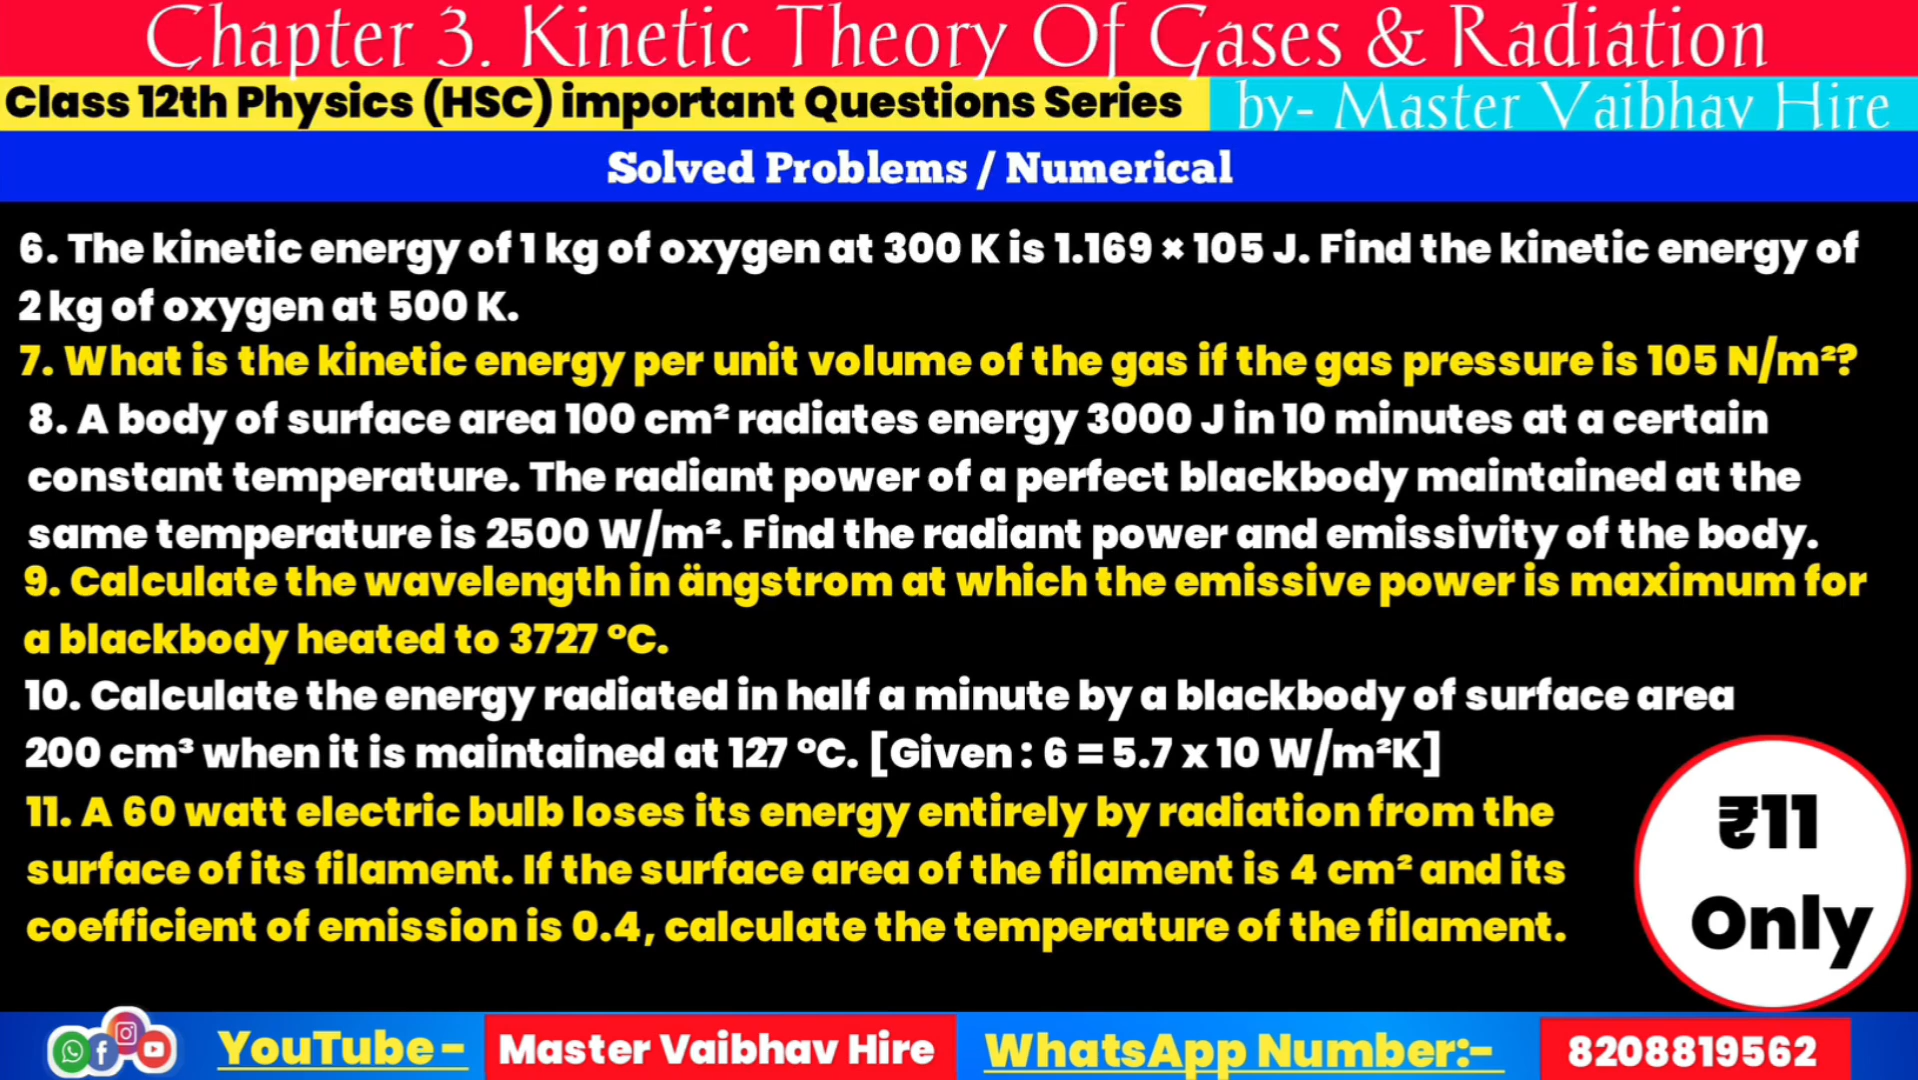 Chapter 3. Kinetic Theory Of Gases & Radiation
Class 12th Physics (HSC) important Questions Series
by- Master Vaibhav Hire
Solved Problems / Numerical
6. The kinetic energy of 1 kg of oxygen at 300 K is 1.169 × 105 J. Find the kinetic energy of
2 kg of oxygen at 500 K.
7. What is the kinetic energy per unit volume of the gas if the gas pressure is 105 N/m²?
8. A body of surface area 100 cm² radiates energy 3000 J in 10 minutes at a certain
constant temperature. The radiant power of a perfect blackbody maintained at the
same temperature is 2500 W/m². Find the radiant power and emissivity of the body.
9. Calculate the wavelength in ängstrom at which the emissive power is maximum for
a blackbody heated to 3727 °C.
10. Calculate the energy radiated in half a minute by a blackbody of surface area
200 cm³ when it is maintained at 127 °C. [Given : 6 = 5.7 x 10 W/m²K]
11. A 60 watt electric bulb loses its energy entirely by radiation from the
surface of its filament. If the surface area of the filament is 4 cm² and its
coefficient of emission is 0.4, calculate the temperature of the filament.
₹11
Only
YouTube- Master Vaibhav Hire WhatsApp Number:- 8208819562